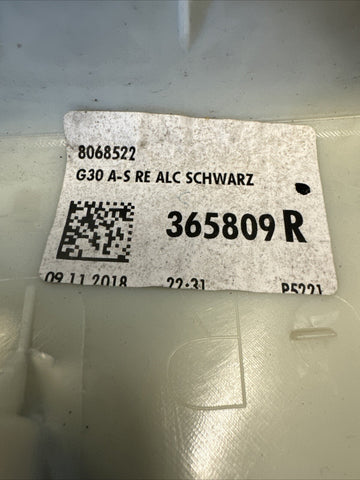 8068522
G30 A-S RE ALC SCHWARZ
365809 R
09.11.2018 22:31 P5221